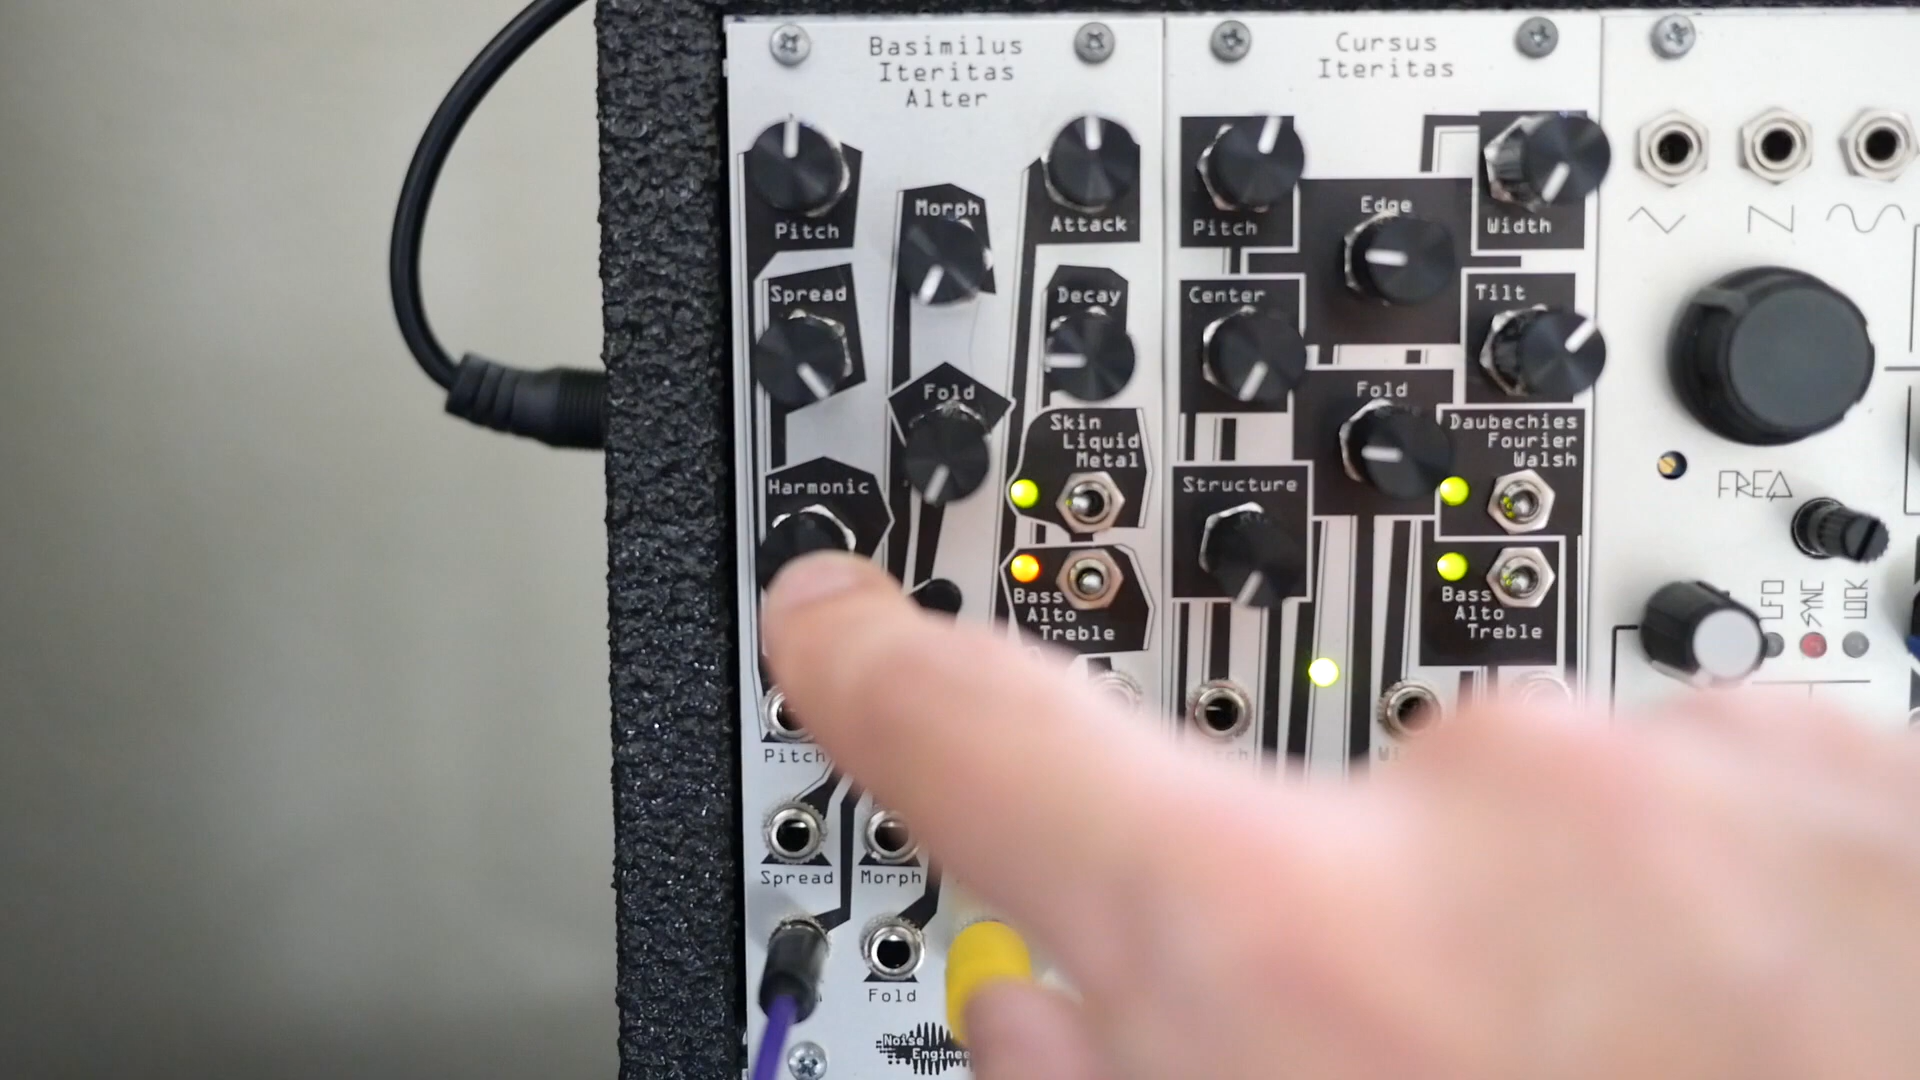 Basimilus
Iteritas
Alter
Pitch
Morph
Attack
Spread
Decay
Fold
Skin
Liquid
Metal
Harmonic
Bass
Alto
Treble
Pitch
Spread
Morph
Fold
Noise
Cursus
Iteritas
Pitch
Edge
Width
Center
Tilt
Fold
Daubechies
Fourier
Walsh
Structure
Bass
Alto
Treble
FREQ
LFO
SYNC
LOCK